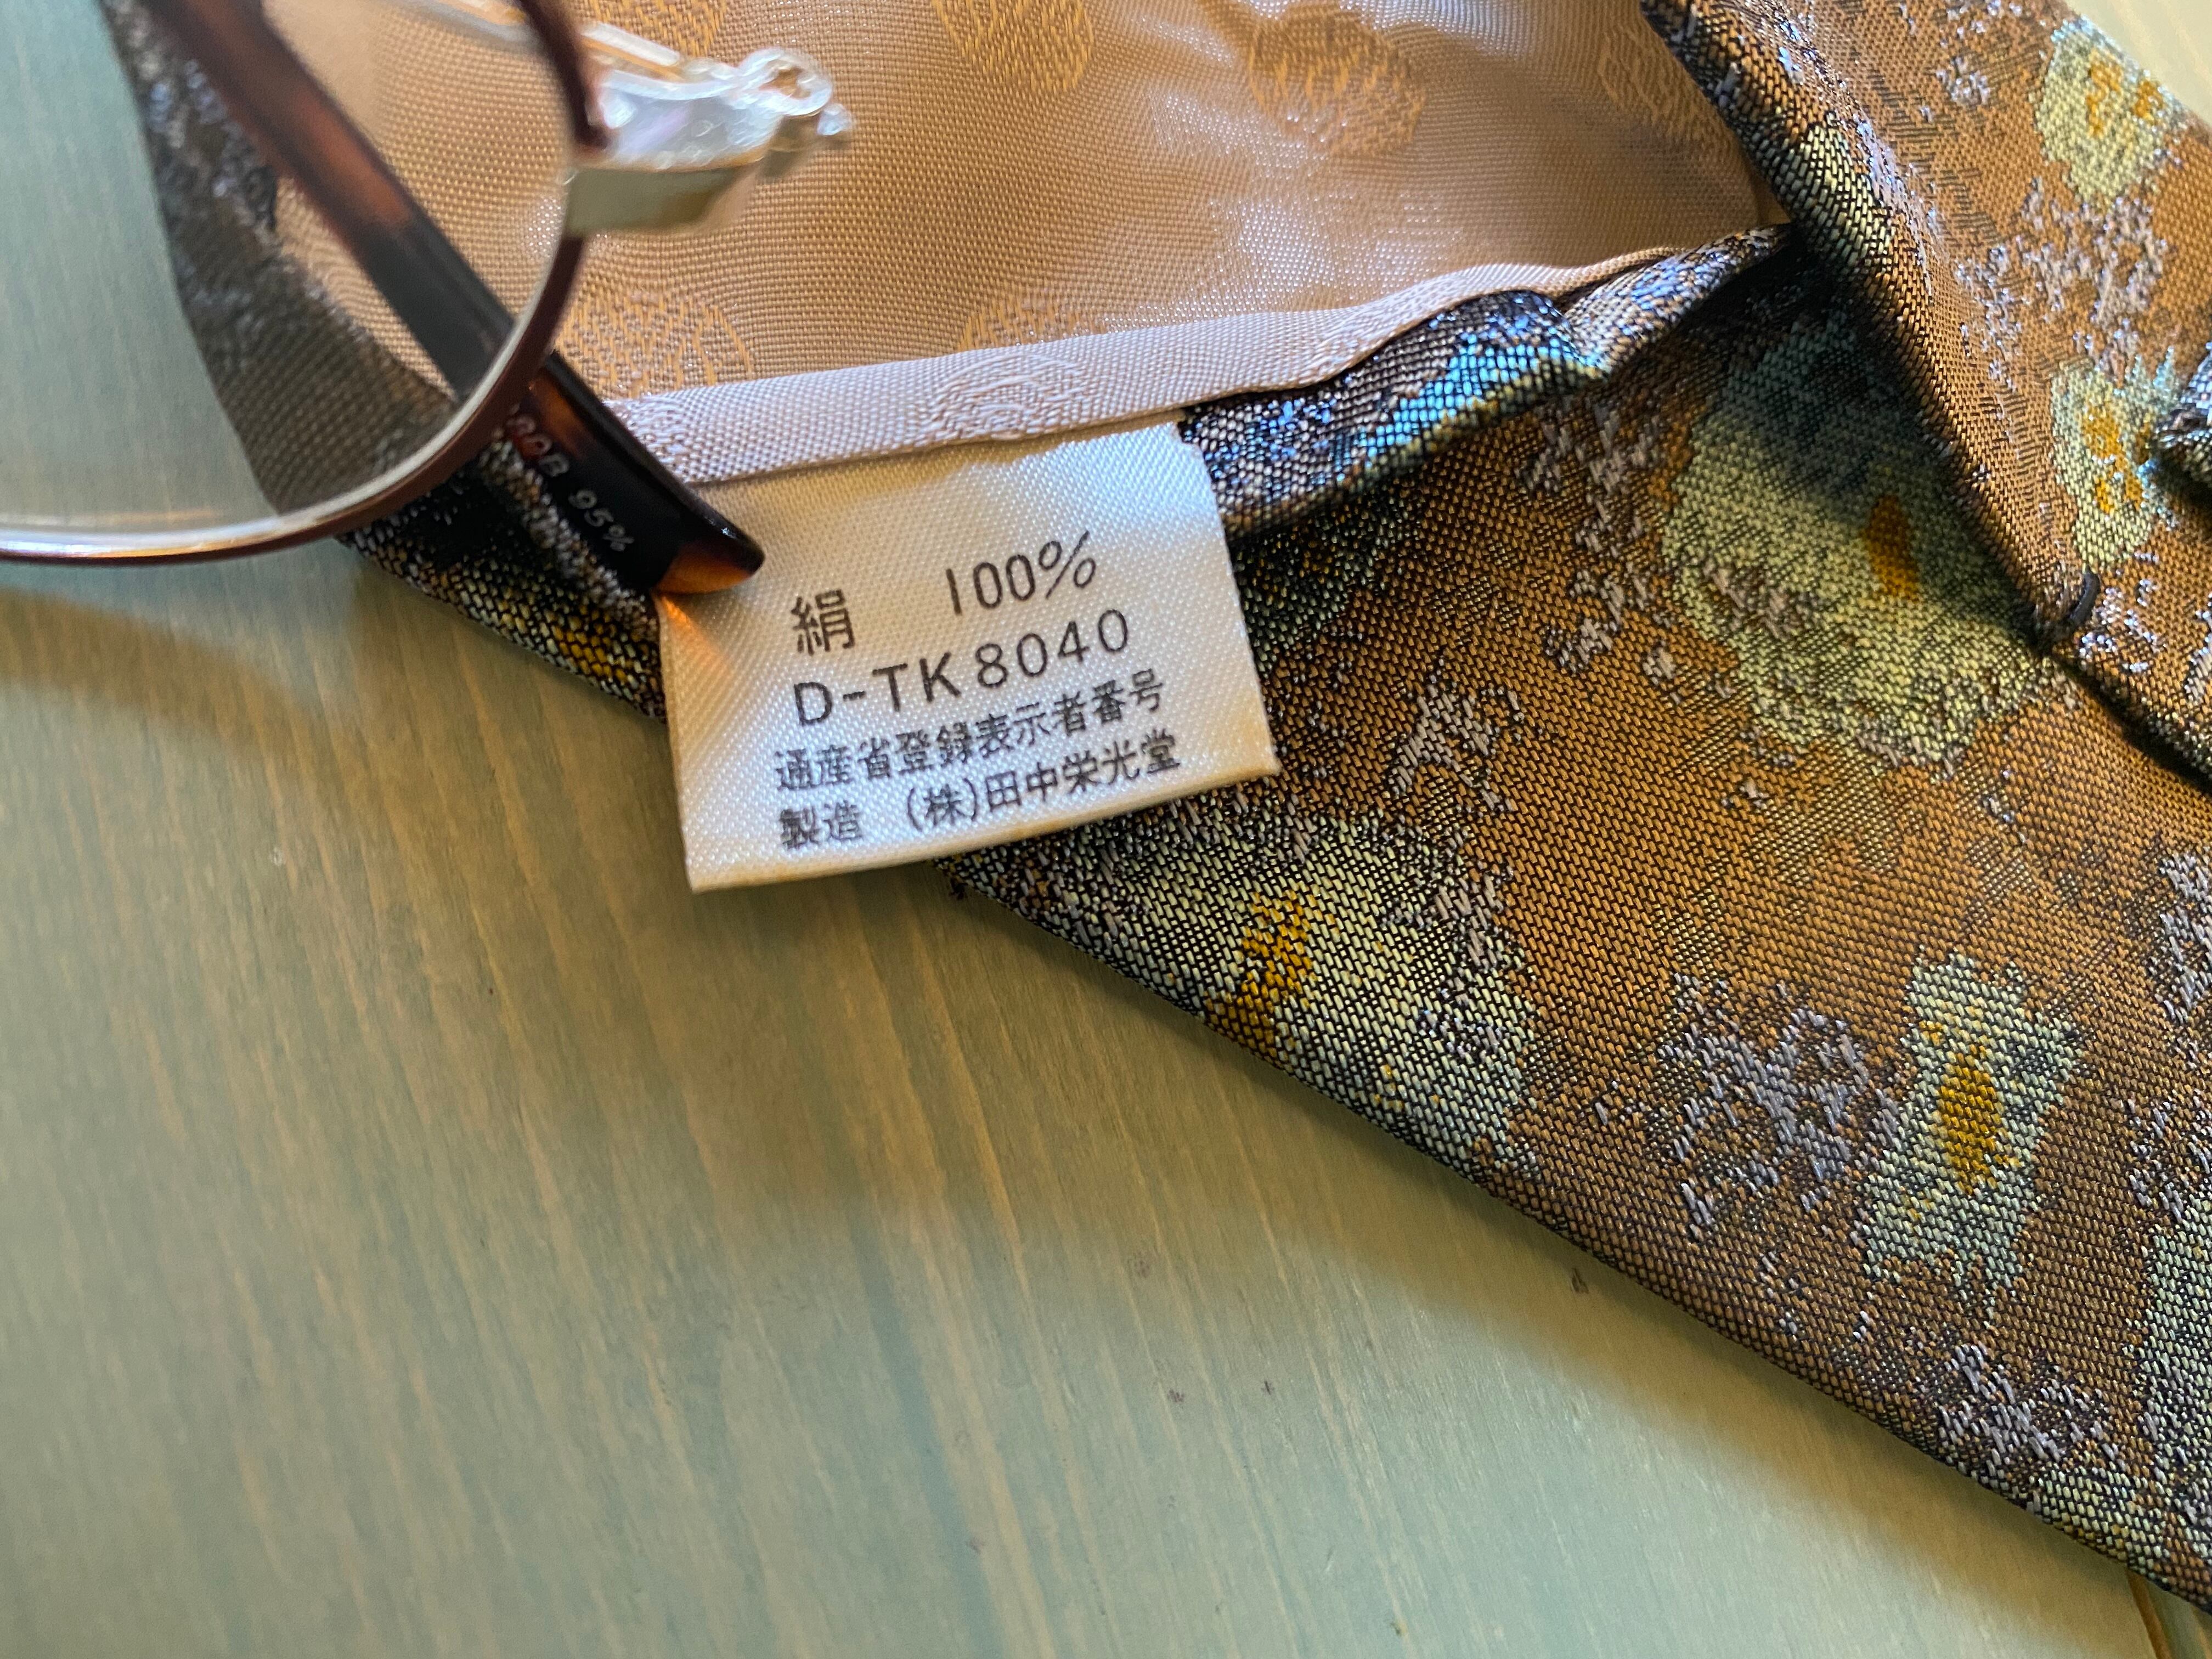 95%
絹 100%
D-TK8040
通産省登録表示者番号
製造 (株)田中栄光堂